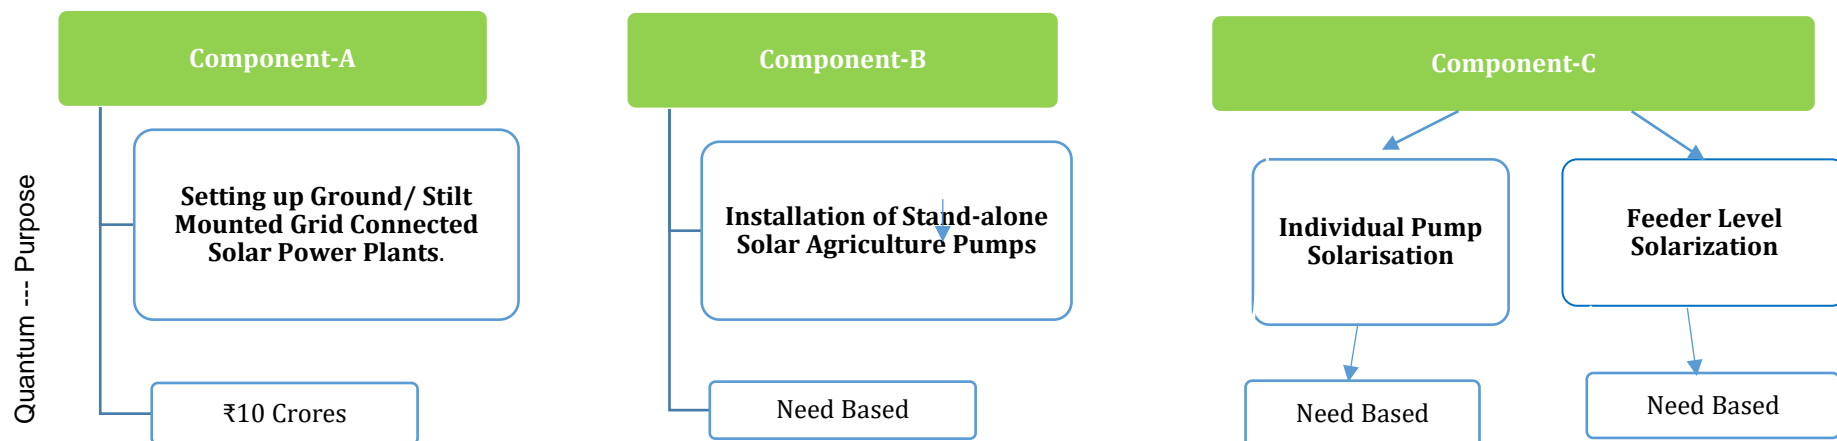 Component-A
Component-B
Component-C
Quantum --- Purpose
Setting up Ground/ Stilt
Mounted Grid Connected
Solar Power Plants.
Installation of Stand-alone
Solar Agriculture Pumps
Individual Pump
Solarisation
Feeder Level
Solarization
₹10 Crores
Need Based
Need Based
Need Based